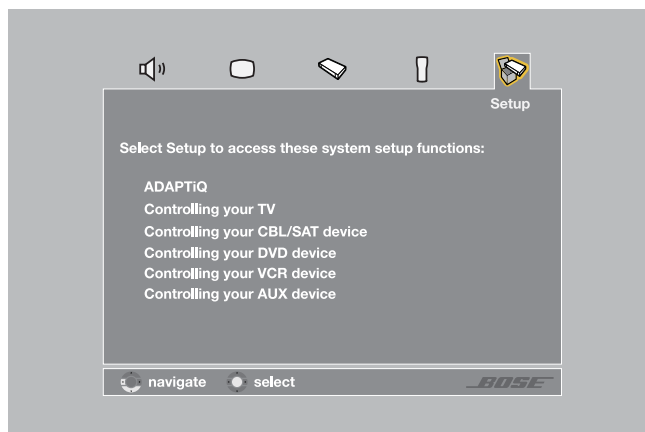 Setup
Select Setup to access these system setup functions:
ADAPTiQ
Controlling your TV
Controlling your CBL/SAT device
Controlling your DVD device
Controlling your VCR device
Controlling your AUX device
navigate select BOSE